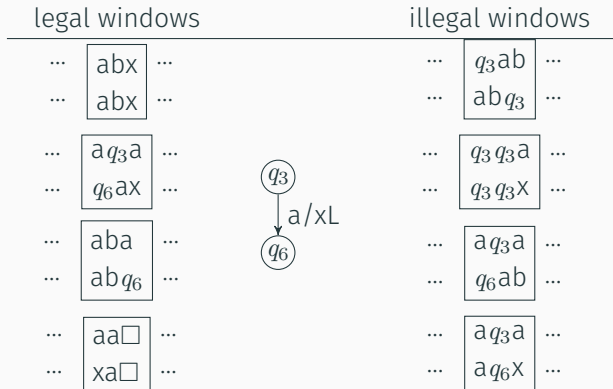 legal windows illegal windows
... abx ... ... q₃ab ...
... abx ... ... abq₃ ...
... aq₃a ... ... q₃q₃a ...
... q₆ax ... ... q₃q₃x ...
q₃
a/xL
q₆
... aba ... ... aq₃a ...
... abq₆ ... ... q₆ab ...
... aa□ ... ... aq₃a ...
... xa□ ... ... aq₆x ...